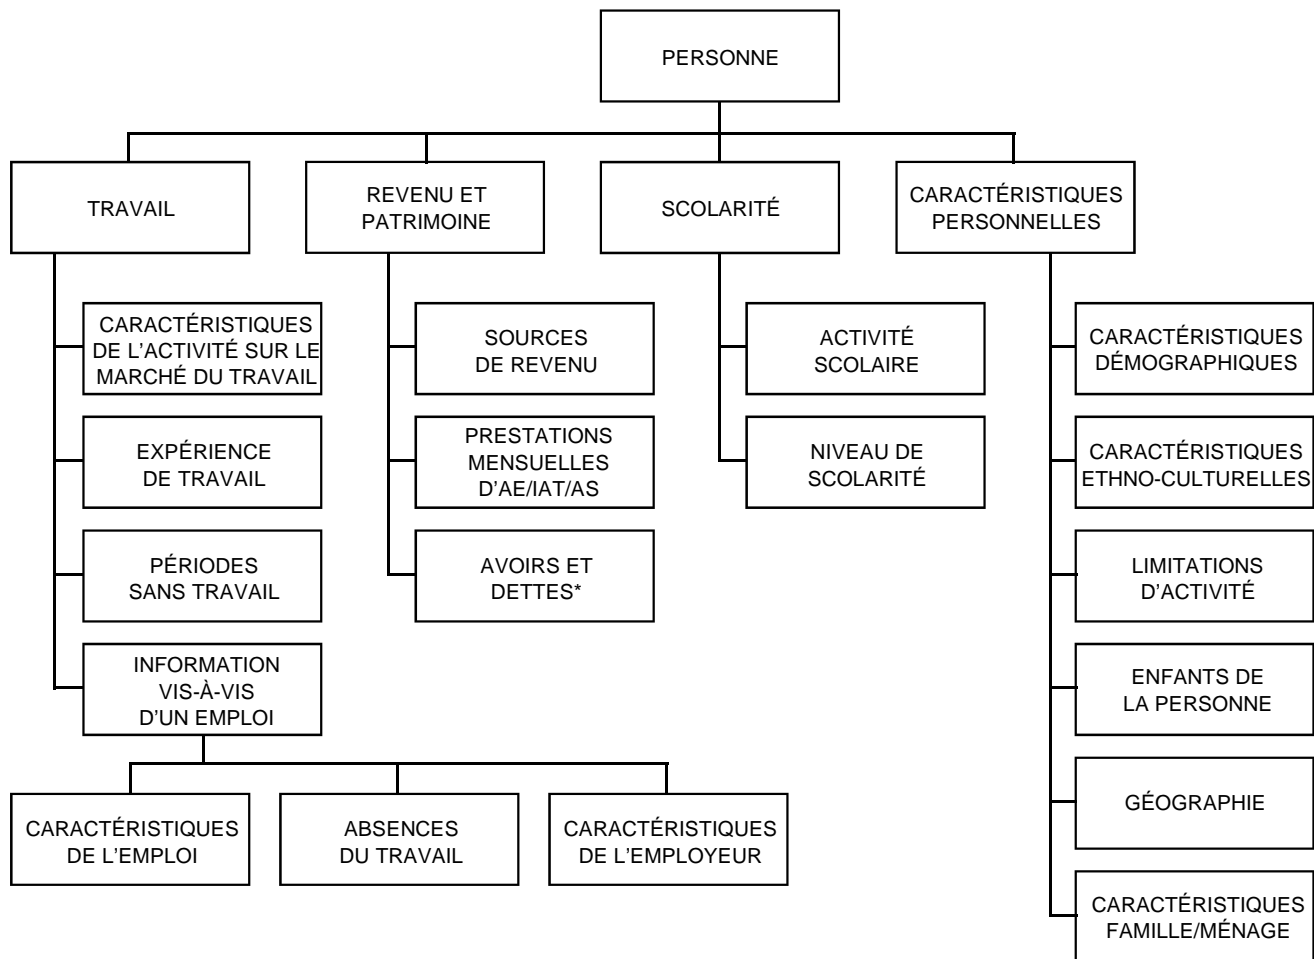 PERSONNE
TRAVAIL
REVENU ET
PATRIMOINE
SCOLARITÉ
CARACTÉRISTIQUES
PERSONNELLES
CARACTÉRISTIQUES
DE L'ACTIVITÉ SUR LE
MARCHÉ DU TRAVAIL
EXPÉRIENCE
DE TRAVAIL
PÉRIODES
SANS TRAVAIL
INFORMATION
VIS-À-VIS
D'UN EMPLOI
CARACTÉRISTIQUES
DE L'EMPLOI
ABSENCES
DU TRAVAIL
CARACTÉRISTIQUES
DE L'EMPLOYEUR
SOURCES
DE REVENU
PRESTATIONS
MENSUELLES
D'AE/IAT/AS
AVOIRS ET
DETTES*
ACTIVITÉ
SCOLAIRE
NIVEAU DE
SCOLARITÉ
CARACTÉRISTIQUES
DÉMOGRAPHIQUES
CARACTÉRISTIQUES
ETHNO-CULTURELLES
LIMITATIONS
D'ACTIVITÉ
ENFANTS DE
LA PERSONNE
GÉOGRAPHIE
CARACTÉRISTIQUES
FAMILLE/MÉNAGE